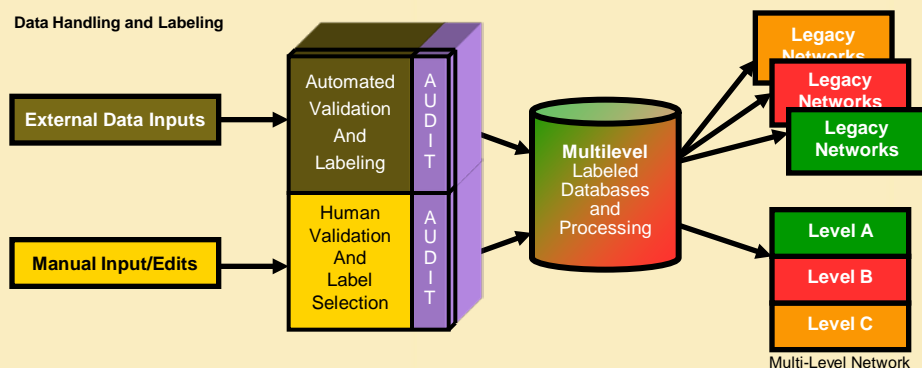 Data Handling and Labeling
External Data Inputs
Manual Input/Edits
Automated
Validation
And
Labeling
AUDIT
Human
Validation
And
Label
Selection
AUDIT
Multilevel
Labeled
Databases
and
Processing
Legacy
Networks
Legacy
Networks
Legacy
Networks
Level A
Level B
Level C
Multi-Level Network